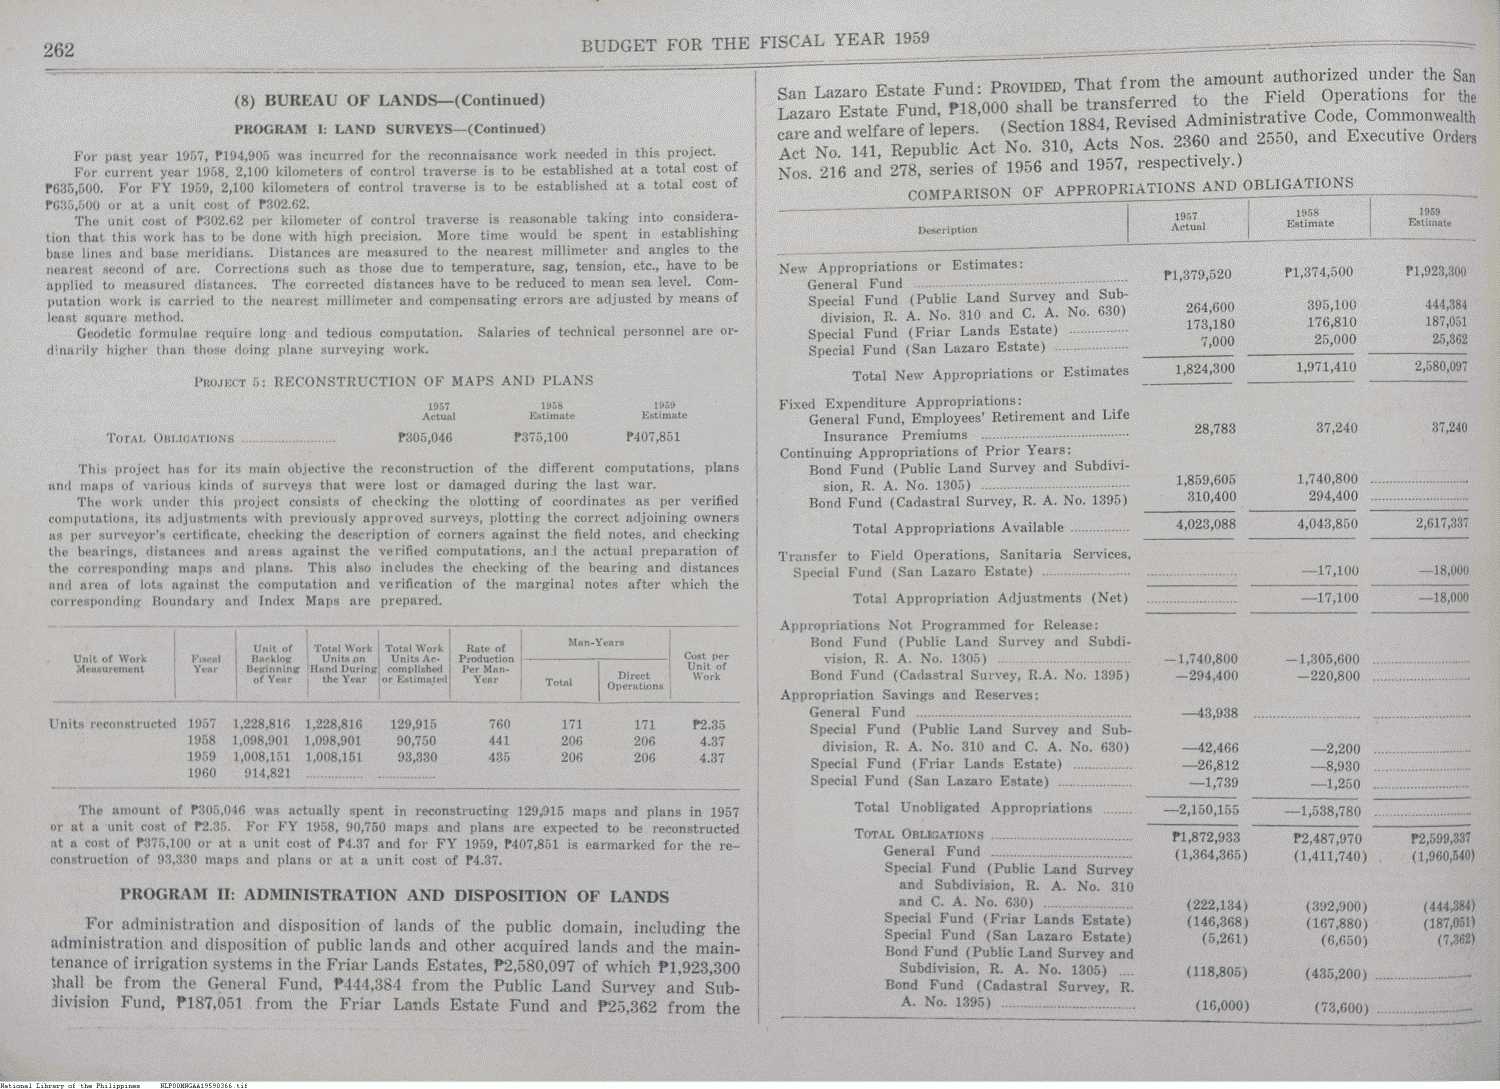 262
BUDGET FOR THE FISCAL YEAR 1959
(8) BUREAU OF LANDS—(Continued)
PROGRAM I: LAND SURVEYS—(Continued)
For past year 1957, ₱194,905 was incurred for the reconnaisance work needed in this project.
For current year 1958, 2,100 kilometers of control traverse is to be established at a total cost of
₱635,500. For FY 1959, 2,100 kilometers of control traverse is to be established at a total cost of
₱635,500 or at a unit cost of ₱302.62.
The unit cost of ₱302.62 per kilometer of control traverse is reasonable taking into considera-
tion that this work has to be done with high precision. More time would be spent in establishing
base lines and base meridians. Distances are measured to the nearest millimeter and angles to the
nearest second of arc. Corrections such as those due to temperature, sag, tension, etc., have to be
applied to measured distances. The corrected distances have to be reduced to mean sea level. Com-
putation work is carried to the nearest millimeter and compensating errors are adjusted by means of
least square method.
Geodetic formulae require long and tedious computation. Salaries of technical personnel are or-
dinarily higher than those doing plane surveying work.
PROJECT 5: RECONSTRUCTION OF MAPS AND PLANS
1957 1958 1959
Actual Estimate Estimate
TOTAL OBLIGATIONS ........................ ₱305,046 ₱375,100 ₱407,851
This project has for its main objective the reconstruction of the different computations, plans
and maps of various kinds of surveys that were lost or damaged during the last war.
The work under this project consists of checking the plotting of coordinates as per verified
computations, its adjustments with previously approved surveys, plotting the correct adjoining owners
as per surveyor's certificate, checking the description of corners against the field notes, and checking
the bearings, distances and areas against the verified computations, and the actual preparation of
the corresponding maps and plans. This also includes the checking of the bearing and distances
and area of lots against the computation and verification of the marginal notes after which the
corresponding Boundary and Index Maps are prepared.
Unit of Work Measurement
Fiscal Year
Unit of Backlog Beginning of Year
Total Work Units on Hand During the Year
Total Work Units Ac- complished or Estimated
Rate of Production Per Man- Year
Man-Years
Total
Direct Operations
Cost per Unit of Work
Units reconstructed 1957 1,228,816 1,228,816 129,915 760 171 171 ₱2.35
1958 1,098,901 1,098,901 90,750 441 206 206 4.37
1959 1,008,151 1,008,151 93,330 435 206 206 4.37
1960 914,821 ............... ...............
The amount of ₱305,046 was actually spent in reconstructing 129,915 maps and plans in 1957
or at a unit cost of ₱2.35. For FY 1958, 90,750 maps and plans are expected to be reconstructed
at a cost of ₱375,100 or at a unit cost of ₱4.37 and for FY 1959, ₱407,851 is earmarked for the re-
construction of 93,330 maps and plans or at a unit cost of ₱4.37.
PROGRAM II: ADMINISTRATION AND DISPOSITION OF LANDS
For administration and disposition of lands of the public domain, including the
administration and disposition of public lands and other acquired lands and the main-
tenance of irrigation systems in the Friar Lands Estates, ₱2,580,097 of which ₱1,923,300
shall be from the General Fund, ₱444,384 from the Public Land Survey and Sub-
division Fund, ₱187,051 from the Friar Lands Estate Fund and ₱25,362 from the
San Lazaro Estate Fund: PROVIDED, That from the amount authorized under the San
Lazaro Estate Fund, ₱18,000 shall be transferred to the Field Operations for the
care and welfare of lepers. (Section 1884, Revised Administrative Code, Commonwealth
Act No. 141, Republic Act No. 310, Acts Nos. 2360 and 2550, and Executive Orders
Nos. 216 and 278, series of 1956 and 1957, respectively.)
COMPARISON OF APPROPRIATIONS AND OBLIGATIONS
1957 1958 1959
Description Actual Estimate Estimate
New Appropriations or Estimates:
General Fund ........................ ₱1,379,520 ₱1,374,500 ₱1,923,300
Special Fund (Public Land Survey and Sub-
division, R. A. No. 310 and C. A. No. 630) 264,600 395,100 444,384
Special Fund (Friar Lands Estate) ............... 173,180 176,810 187,051
Special Fund (San Lazaro Estate) ............... 7,000 25,000 25,362
Total New Appropriations or Estimates 1,824,300 1,971,410 2,580,097
Fixed Expenditure Appropriations:
General Fund, Employees' Retirement and Life
Insurance Premiums ........................ 28,783 37,240 37,240
Continuing Appropriations of Prior Years:
Bond Fund (Public Land Survey and Subdivi-
sion, R. A. No. 1305) ........................ 1,859,605 1,740,800 ...............
Bond Fund (Cadastral Survey, R. A. No. 1395) 310,400 294,400 ...............
Total Appropriations Available ............... 4,023,088 4,043,850 2,617,337
Transfer to Field Operations, Sanitaria Services,
Special Fund (San Lazaro Estate) ............... ............... —17,100 —18,000
Total Appropriation Adjustments (Net) ............... —17,100 —18,000
Appropriations Not Programmed for Release:
Bond Fund (Public Land Survey and Subdi-
vision, R. A. No. 1305) ........................ —1,740,800 —1,305,600 ...............
Bond Fund (Cadastral Survey, R.A. No. 1395) —294,400 —220,800 ...............
Appropriation Savings and Reserves:
General Fund ........................ —43,938 ............... ...............
Special Fund (Public Land Survey and Sub-
division, R. A. No. 310 and C. A. No. 630) —42,466 —2,200 ...............
Special Fund (Friar Lands Estate) ............... —26,812 —8,930 ...............
Special Fund (San Lazaro Estate) ............... —1,739 —1,250 ...............
Total Unobligated Appropriations ....... —2,150,155 —1,538,780 ...............
TOTAL OBLIGATIONS ........................ ₱1,872,933 ₱2,487,970 ₱2,599,337
General Fund ........................ (1,364,365) (1,411,740) (1,960,540)
Special Fund (Public Land Survey
and Subdivision, R. A. No. 310
and C. A. No. 630) ............... (222,134) (392,900) (444,384)
Special Fund (Friar Lands Estate) (146,368) (167,880) (187,051)
Special Fund (San Lazaro Estate) (5,261) (6,650) (7,362)
Bond Fund (Public Land Survey and
Subdivision, R. A. No. 1305) .... (118,805) (435,200) ...............
Bond Fund (Cadastral Survey, R.
A. No. 1395) ........................ (16,000) (73,600) ...............
National Library of the Philippines NLP00MNGAA19590366.tif